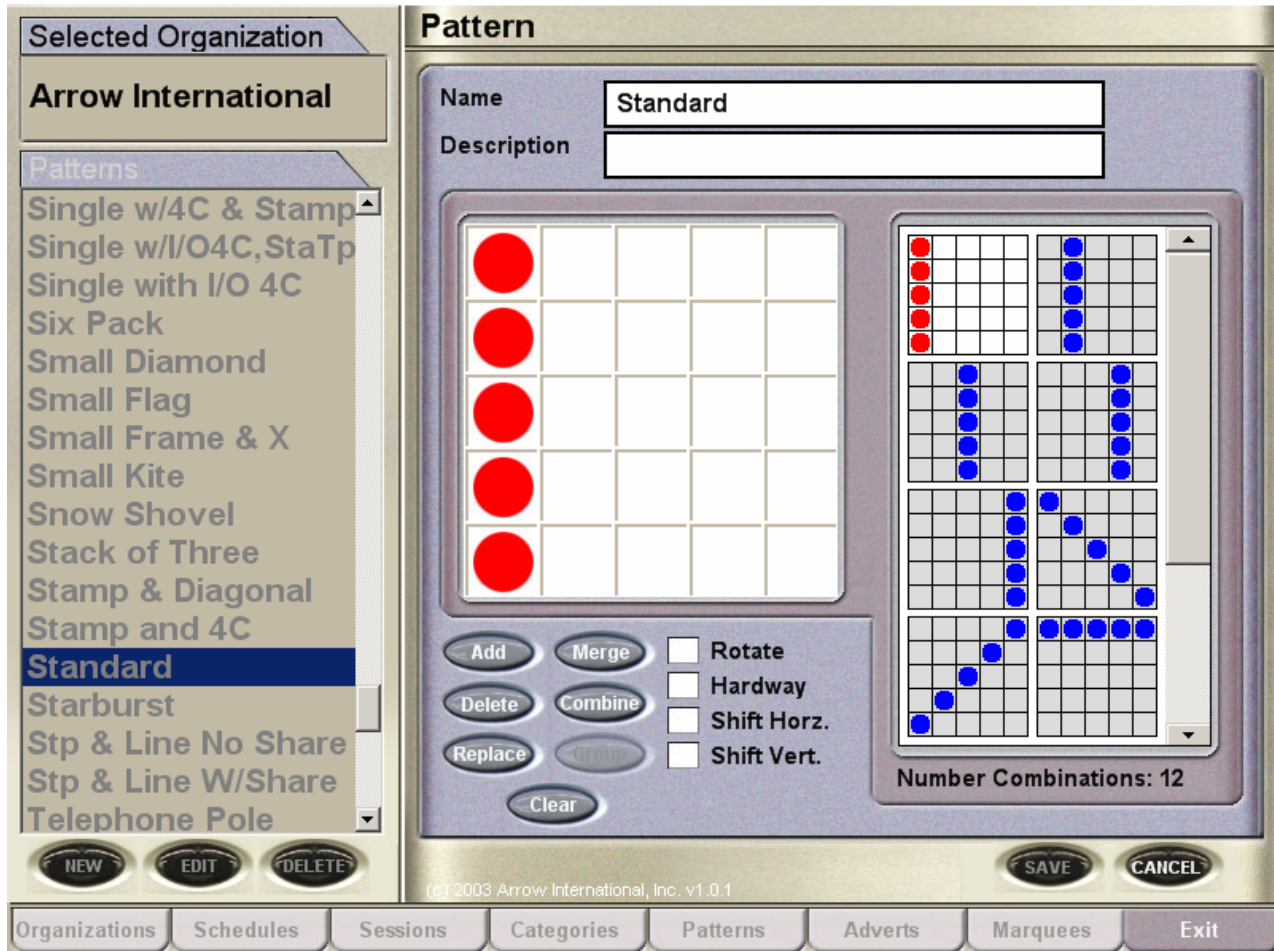 Selected Organization
Arrow International
Patterns
Single w/4C & Stamp
Single w/I/O4C,StaTp
Single with I/O 4C
Six Pack
Small Diamond
Small Flag
Small Frame & X
Small Kite
Snow Shovel
Stack of Three
Stamp & Diagonal
Stamp and 4C
Standard
Starburst
Stp & Line No Share
Stp & Line W/Share
Telephone Pole
NEW EDIT DELETE
Pattern
Name Standard
Description
Add Merge Rotate
Hardway
Delete Combine
Shift Horz.
Replace Group Shift Vert.
Clear
Number Combinations: 12
SAVE CANCEL
(c) 2003 Arrow International, Inc. v1.0.1
Organizations Schedules Sessions Categories Patterns Adverts Marquees Exit